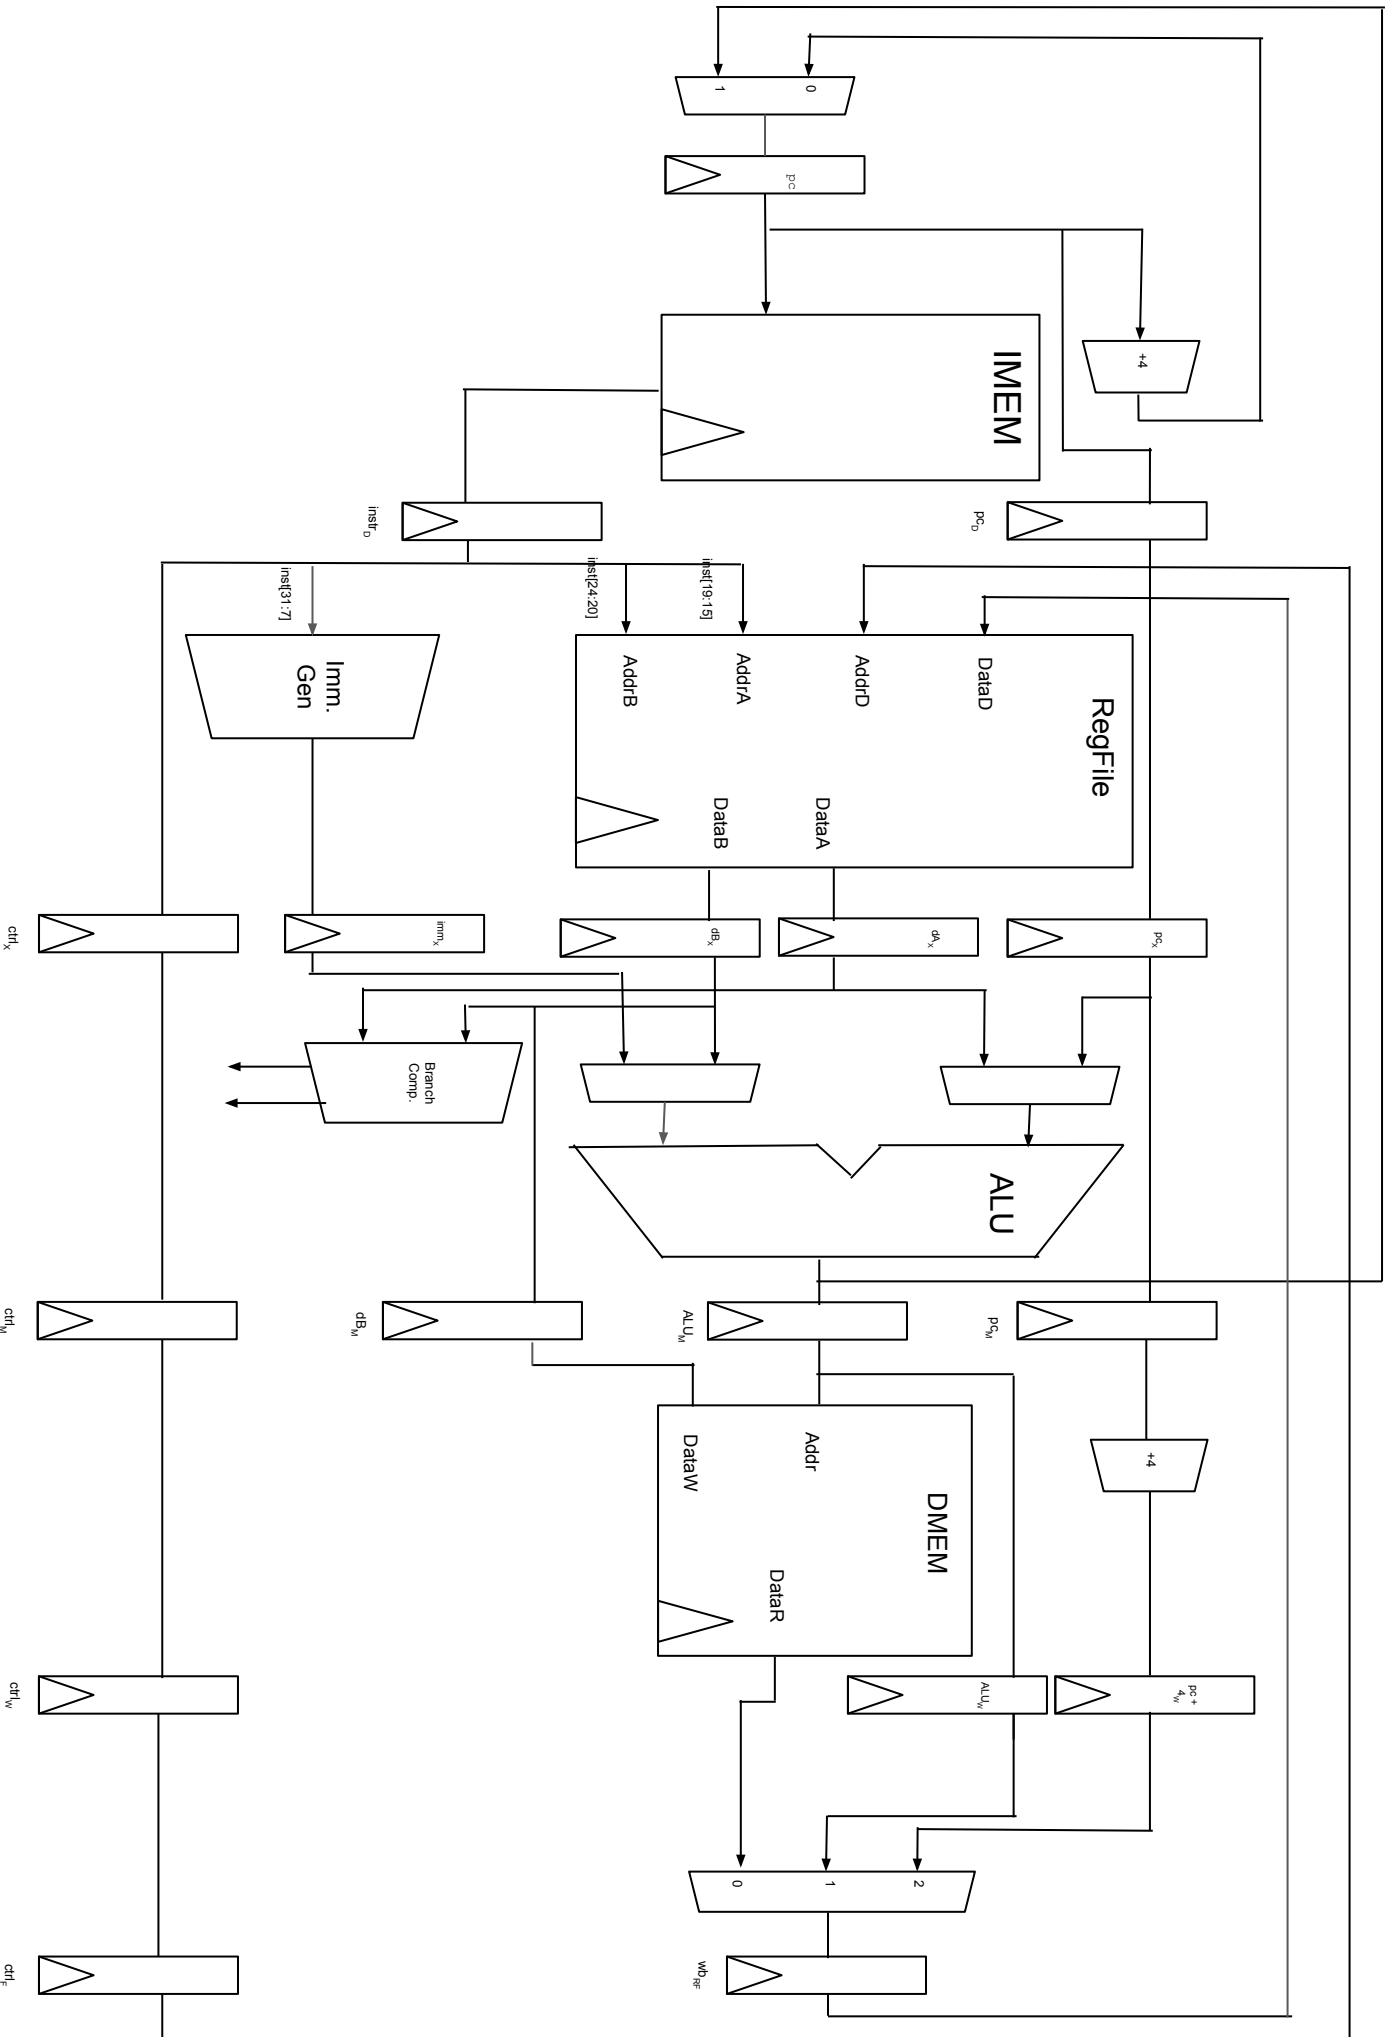 1
0
pc
+4
IMEM
instr_D
pc_D
inst[31:7]
inst[24:20]
inst[19:15]
Imm.
Gen
AddrB
AddrA
AddrD
DataD
RegFile
DataB
DataA
ctrl_X
imm_X
dB_X
dA_X
pc_X
Branch
Comp.
ALU
ctrl_M
dB_M
ALU_M
pc_M
+4
DataW
Addr
DMEM
DataR
ctrl_W
ALU_W
pc +
4_W
0
1
2
ctrl_F
wb_RF